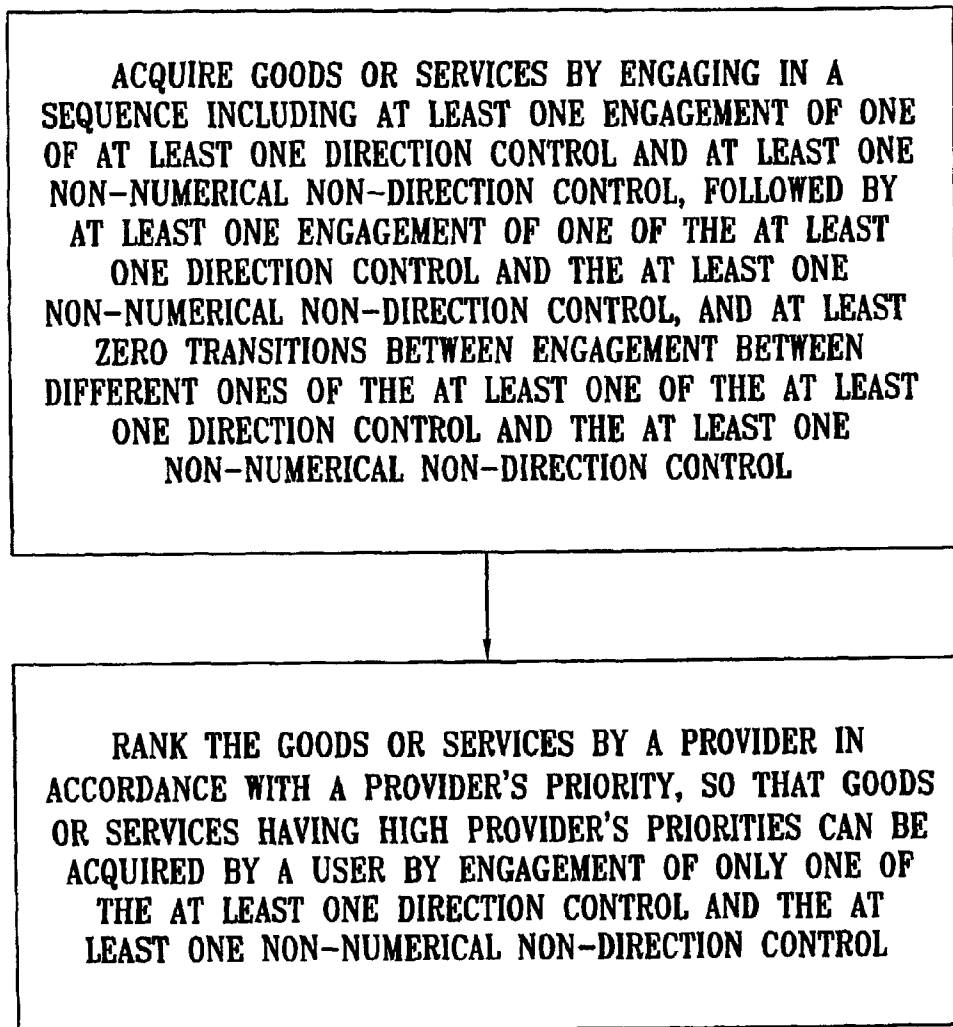 ACQUIRE GOODS OR SERVICES BY ENGAGING IN A
SEQUENCE INCLUDING AT LEAST ONE ENGAGEMENT OF ONE
OF AT LEAST ONE DIRECTION CONTROL AND AT LEAST ONE
NON-NUMERICAL NON-DIRECTION CONTROL, FOLLOWED BY
AT LEAST ONE ENGAGEMENT OF ONE OF THE AT LEAST
ONE DIRECTION CONTROL AND THE AT LEAST ONE
NON-NUMERICAL NON-DIRECTION CONTROL, AND AT LEAST
ZERO TRANSITIONS BETWEEN ENGAGEMENT BETWEEN
DIFFERENT ONES OF THE AT LEAST ONE OF THE AT LEAST
ONE DIRECTION CONTROL AND THE AT LEAST ONE
NON-NUMERICAL NON-DIRECTION CONTROL
RANK THE GOODS OR SERVICES BY A PROVIDER IN
ACCORDANCE WITH A PROVIDER'S PRIORITY, SO THAT GOODS
OR SERVICES HAVING HIGH PROVIDER'S PRIORITIES CAN BE
ACQUIRED BY A USER BY ENGAGEMENT OF ONLY ONE OF
THE AT LEAST ONE DIRECTION CONTROL AND THE AT
LEAST ONE NON-NUMERICAL NON-DIRECTION CONTROL